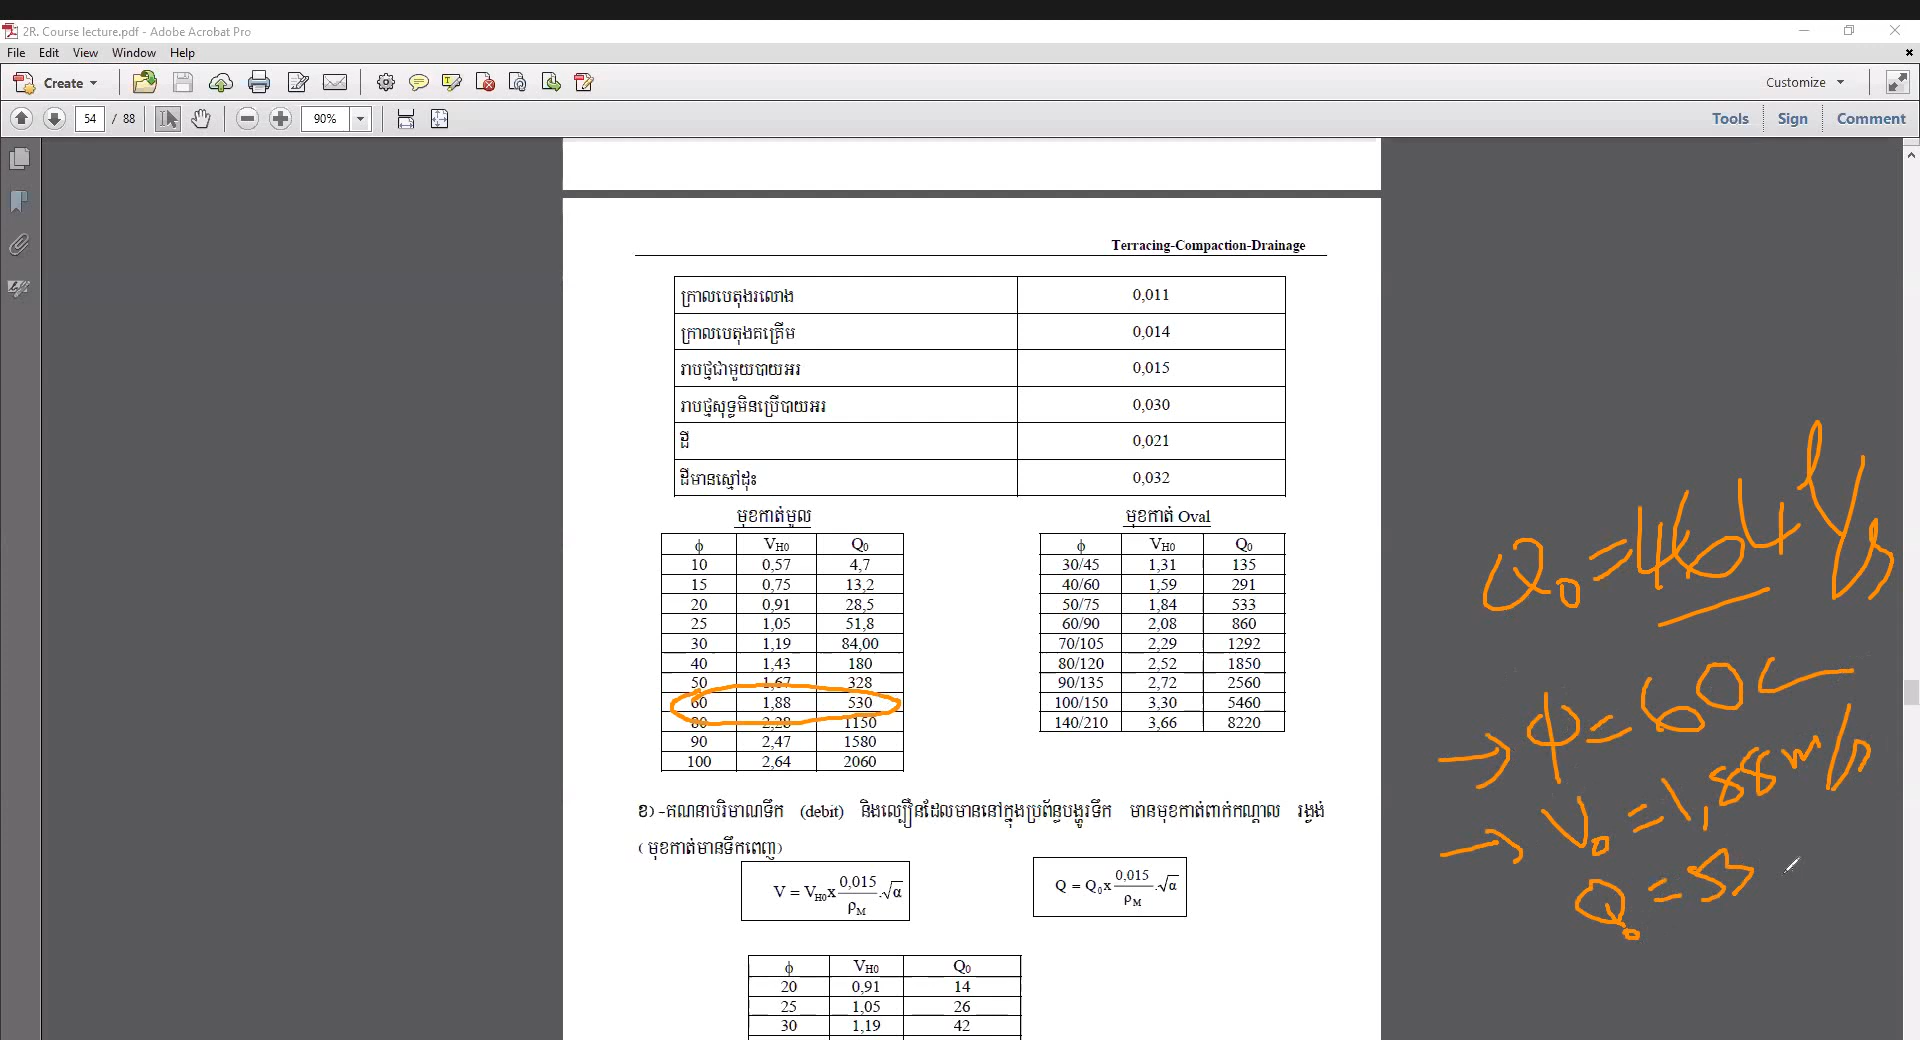 2R. Course lecture.pdf - Adobe Acrobat Pro
File Edit View Window Help
Create
Customize
54 / 88
90%
Tools Sign Comment
Terracing-Compaction-Drainage
ក្រាលបេតុងរលោង 0,011
ក្រាលបេតុងគគ្រើម 0,014
រាបថ្មជាមួយបាយអរ 0,015
រាបថ្មសុទ្ធមិនប្រើបាយអរ 0,030
ដី 0,021
ដីមានស្មៅដុះ 0,032
មុខកាត់មូល
ϕ VH0 Q0
10 0,57 4,7
15 0,75 13,2
20 0,91 28,5
25 1,05 51,8
30 1,19 84,00
40 1,43 180
50 1,67 328
60 1,88 530
80 2,28 1150
90 2,47 1580
100 2,64 2060
មុខកាត់ Oval
ϕ VH0 Q0
30/45 1,31 135
40/60 1,59 291
50/75 1,84 533
60/90 2,08 860
70/105 2,29 1292
80/120 2,52 1850
90/135 2,72 2560
100/150 3,30 5460
140/210 3,66 8220
ខ) -គណនាបរិមាណទឹក (debit) និងល្បឿនដែលមាននៅក្នុងប្រព័ន្ធបង្ហូរទឹក មានមុខកាត់ពាក់កណ្តាល រង្វង់
( មុខកាត់មានទឹកពេញ)
V = VH0x 0,015/ρM .√α
Q = Q0x 0,015/ρM .√α
ϕ VH0 Q0
20 0,91 14
25 1,05 26
30 1,19 42
Q0 = 464 l/s
→ ϕ = 60 c
→ V0 = 1,88 m/s
Q0 = 53